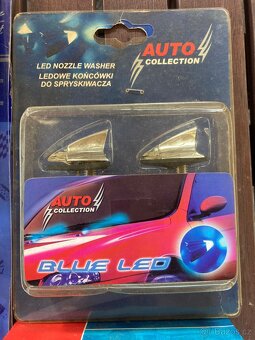 AUTO
COLLECTION
LED NOZZLE WASHER
LEDOWE KOŃCÓWKI
DO SPRYSKIWACZA
AUTO
COLLECTION
BLUE LED